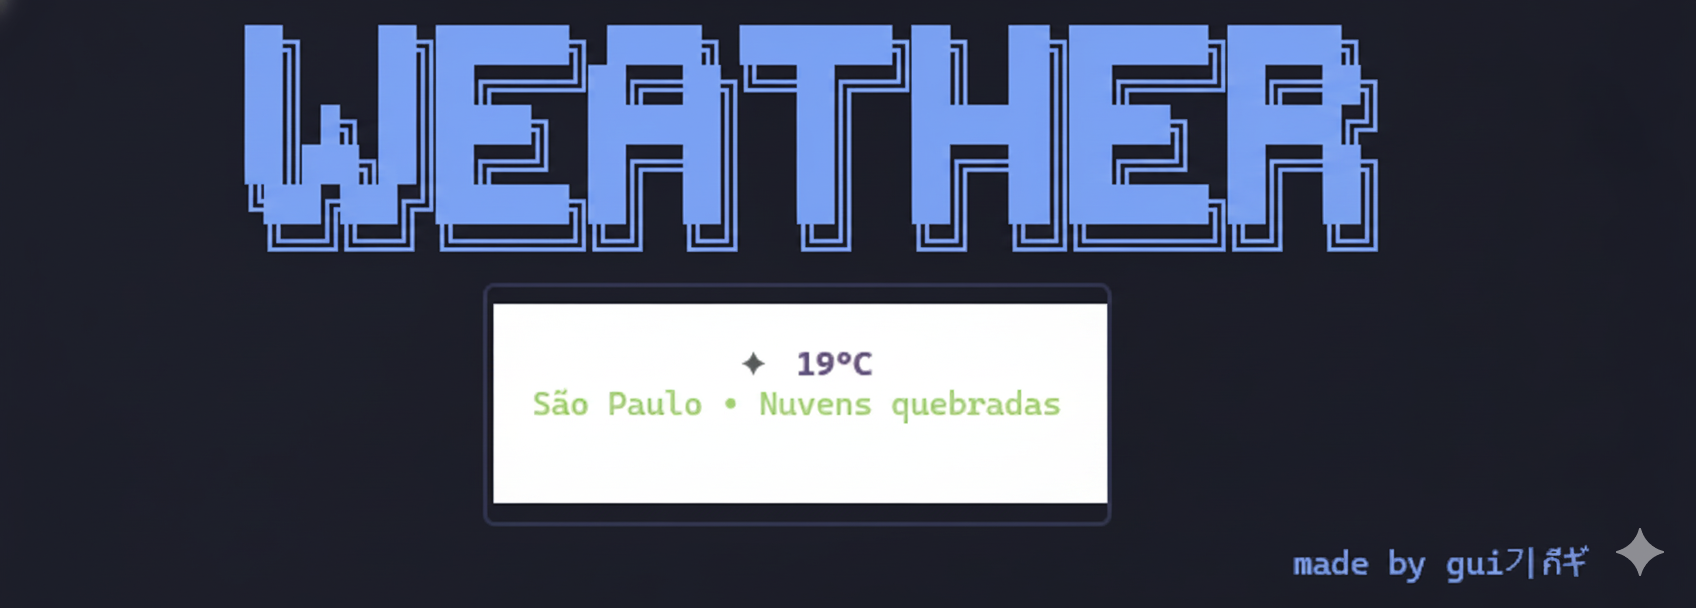 WEATHER
✦ 19°C
São Paulo • Nuvens quebradas
made by gui